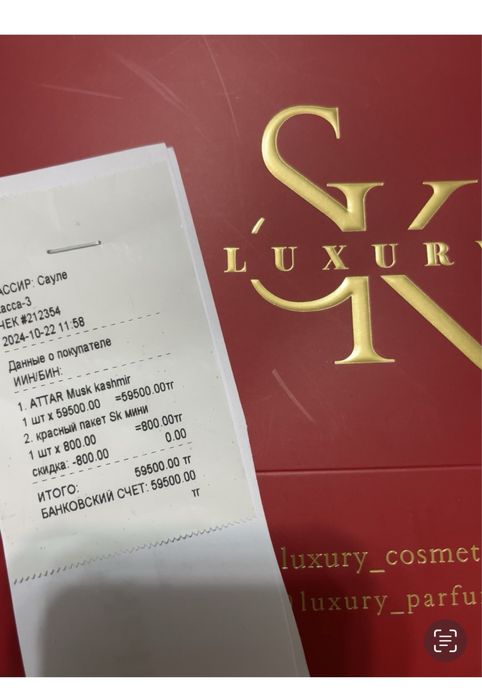 АССИР: Сауле
асса-3
ЧЕК #212354
2024-10-22 11:58
Данные о покупателе
ИИН/БИН:
1. ATTAR Musk kashmir
1 шт x 59500.00 =59500.00тг
2. красный пакет Sk мини
1 шт x 800.00 =800.00тг
скидка: -800.00 0.00
ИТОГО: 59500.00 тг
БАНКОВСКИЙ СЧЕТ: 59500.00
тг
SK
LUXURY
luxury_cosmet
luxury_parfu